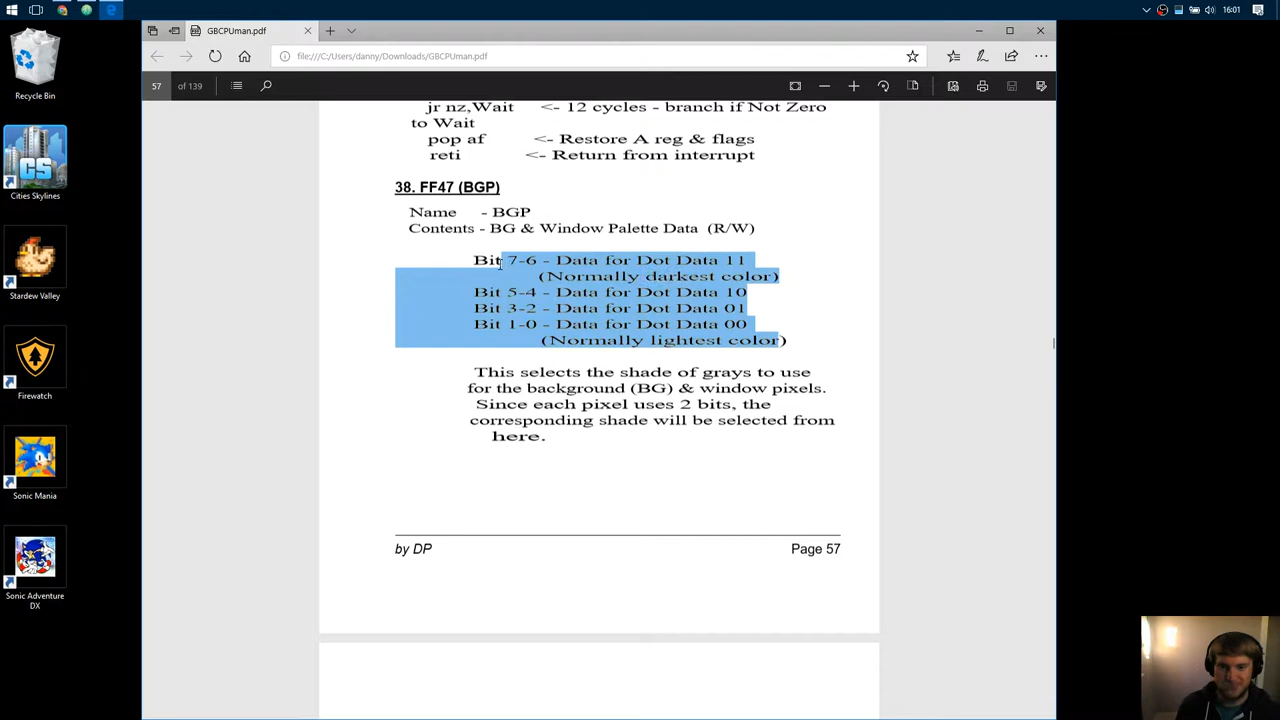 16:01
Recycle Bin
Cities Skylines
Stardew Valley
Firewatch
Sonic Mania
Sonic Adventure
DX
GBCPUman.pdf
file:///C:/Users/danny/Downloads/GBCPUman.pdf
57 of 139
jr nz,Wait <- 12 cycles - branch if Not Zero
to Wait
pop af <- Restore A reg & flags
reti <- Return from interrupt
38. FF47 (BGP)
Name - BGP
Contents - BG & Window Palette Data (R/W)
Bit 7-6 - Data for Dot Data 11
(Normally darkest color)
Bit 5-4 - Data for Dot Data 10
Bit 3-2 - Data for Dot Data 01
Bit 1-0 - Data for Dot Data 00
(Normally lightest color)
This selects the shade of grays to use
for the background (BG) & window pixels.
Since each pixel uses 2 bits, the
corresponding shade will be selected from
here.
by DP Page 57